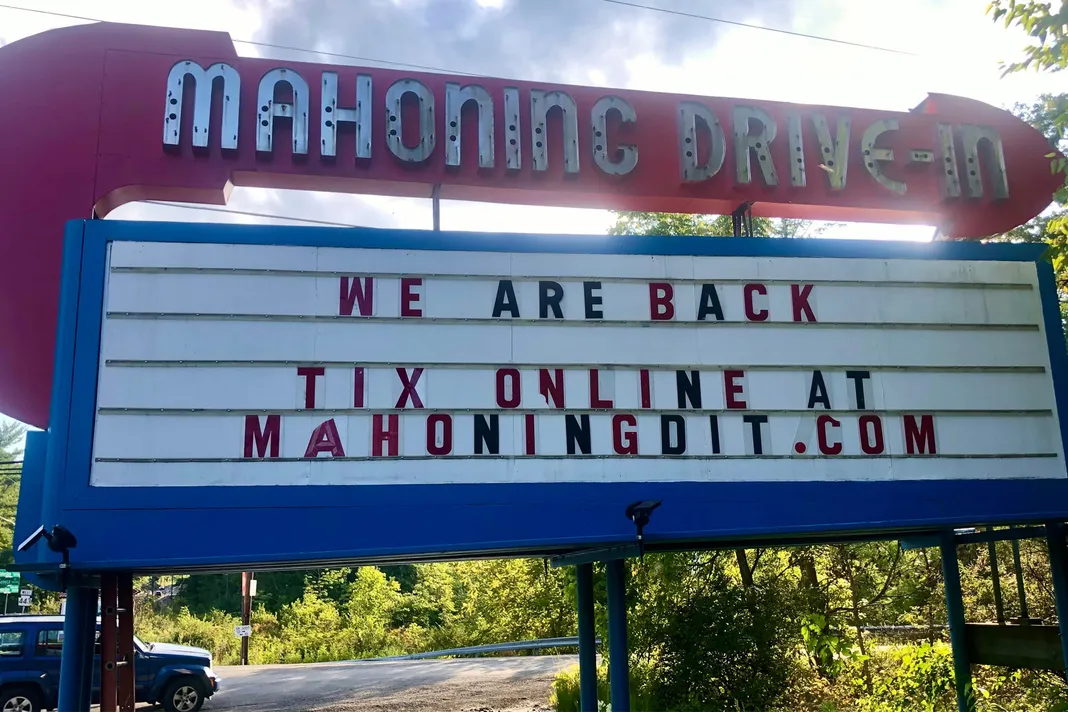 MAHONING DRIVE-IN
WE ARE BACK
TIX ONLINE AT
MAHONINGDIT.COM